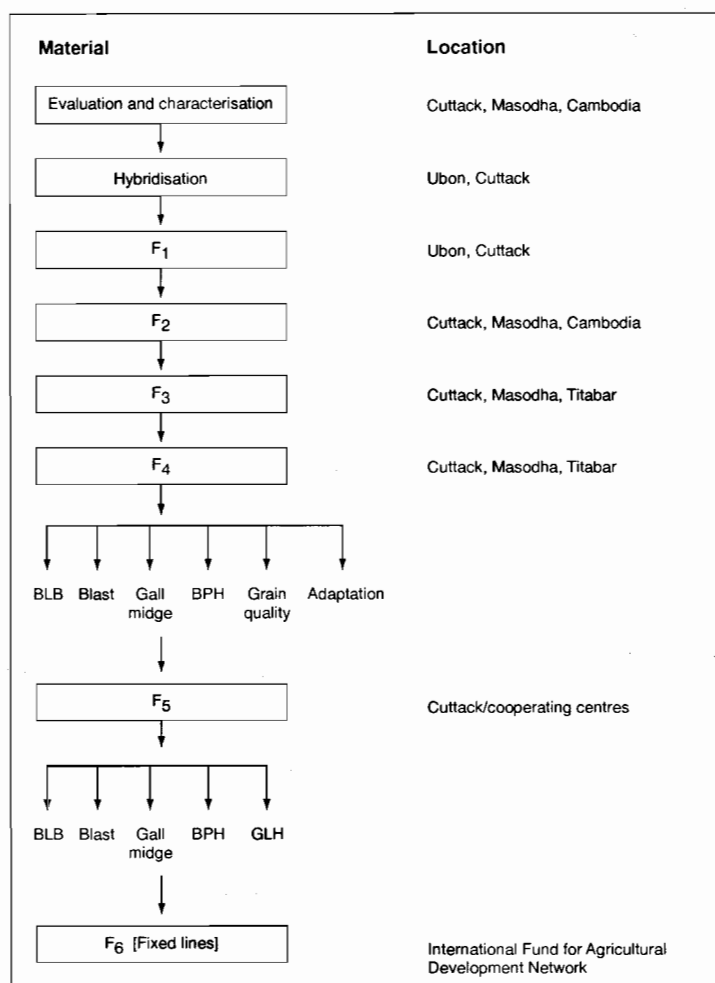 Material Location
Evaluation and characterisation Cuttack, Masodha, Cambodia
Hybridisation Ubon, Cuttack
F1 Ubon, Cuttack
F2 Cuttack, Masodha, Cambodia
F3 Cuttack, Masodha, Titabar
F4 Cuttack, Masodha, Titabar
BLB Blast Gall BPH Grain Adaptation
midge quality
F5 Cuttack/cooperating centres
BLB Blast Gall BPH GLH
midge
F6 [Fixed lines] International Fund for Agricultural
Development Network